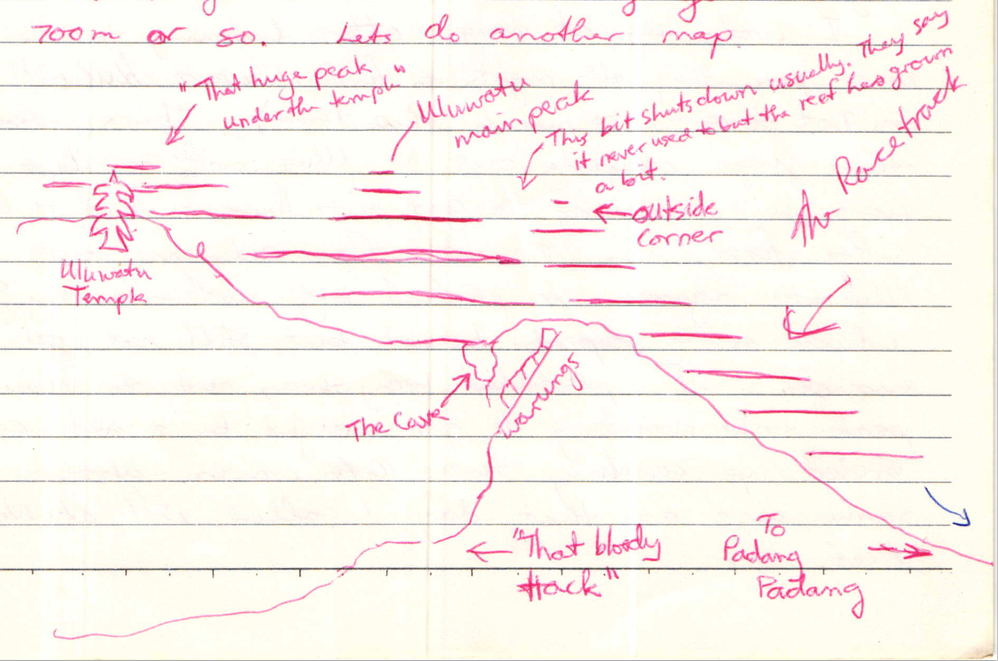 700m or so. Lets do another map.
"That huge peak
under the temple"
Uluwatu
main peak
This bit shuts down usually. They say
it never used to but the reef has grown
a bit.
The Racetrack
outside
corner
Uluwatu
Temple
The Cave
warungs
"That bloody
track"
To
Padang
Padang